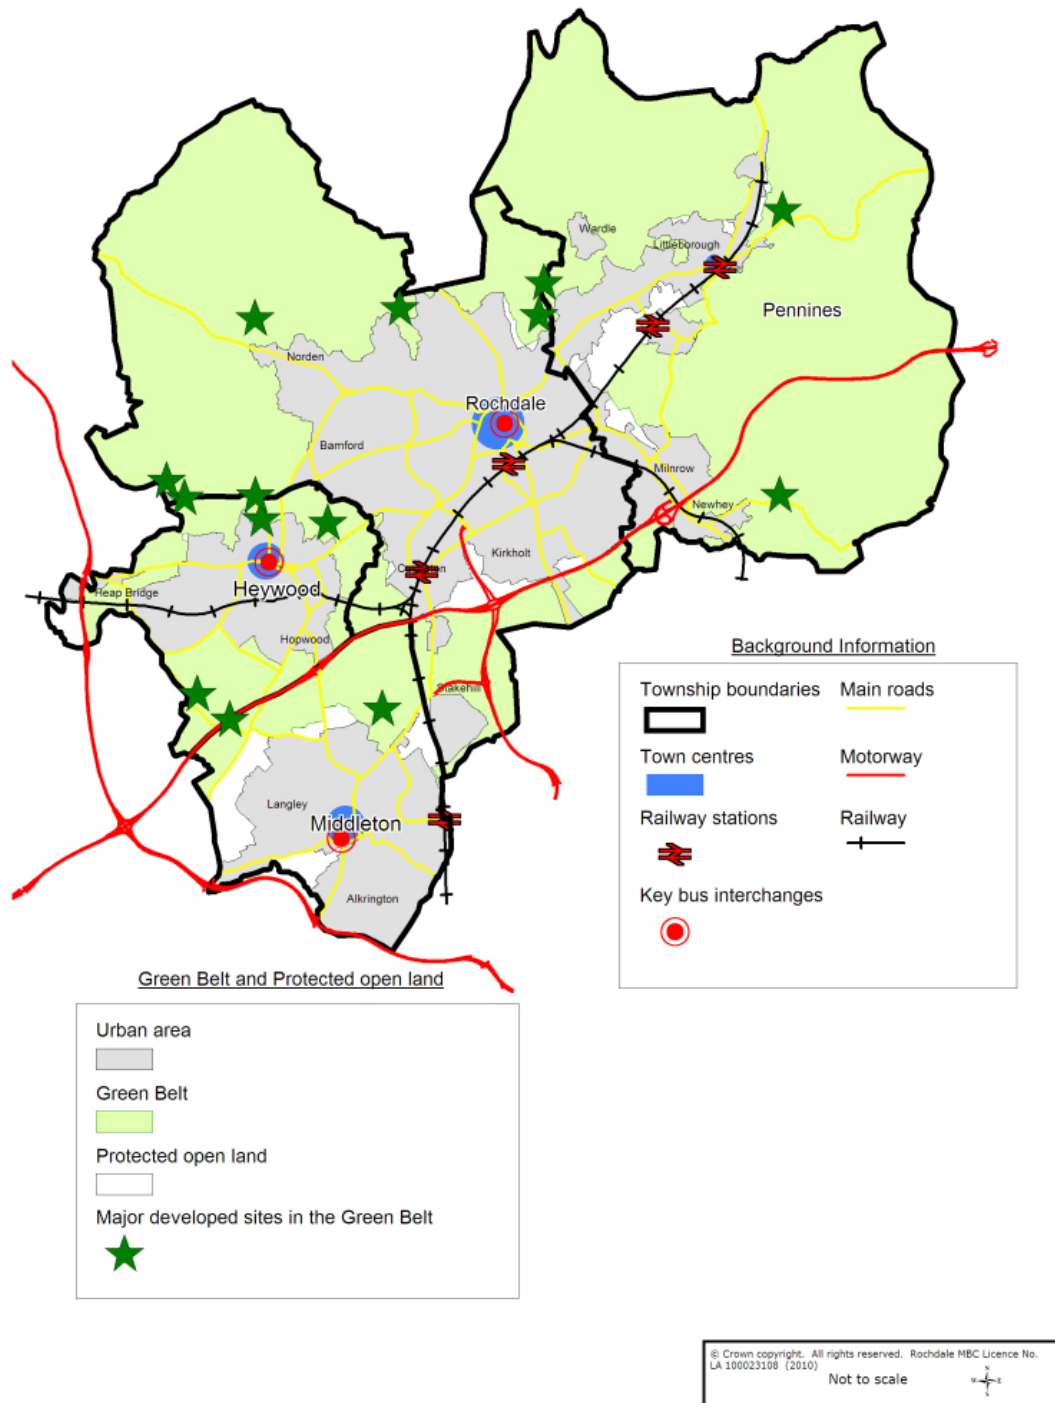 Wardle
Littleborough
Pennines
Norden
Rochdale
Bamford
Milnrow
Newhey
Kirkholt
Heap Bridge
Heywood
Hopwood
Stakehill
Langley
Middleton
Alkrington
Background Information
Township boundaries Main roads
Town centres Motorway
Railway stations Railway
Key bus interchanges
Green Belt and Protected open land
Urban area
Green Belt
Protected open land
Major developed sites in the Green Belt
© Crown copyright. All rights reserved. Rochdale MBC Licence No.
LA 100023108 (2010)
Not to scale
N
W E
S